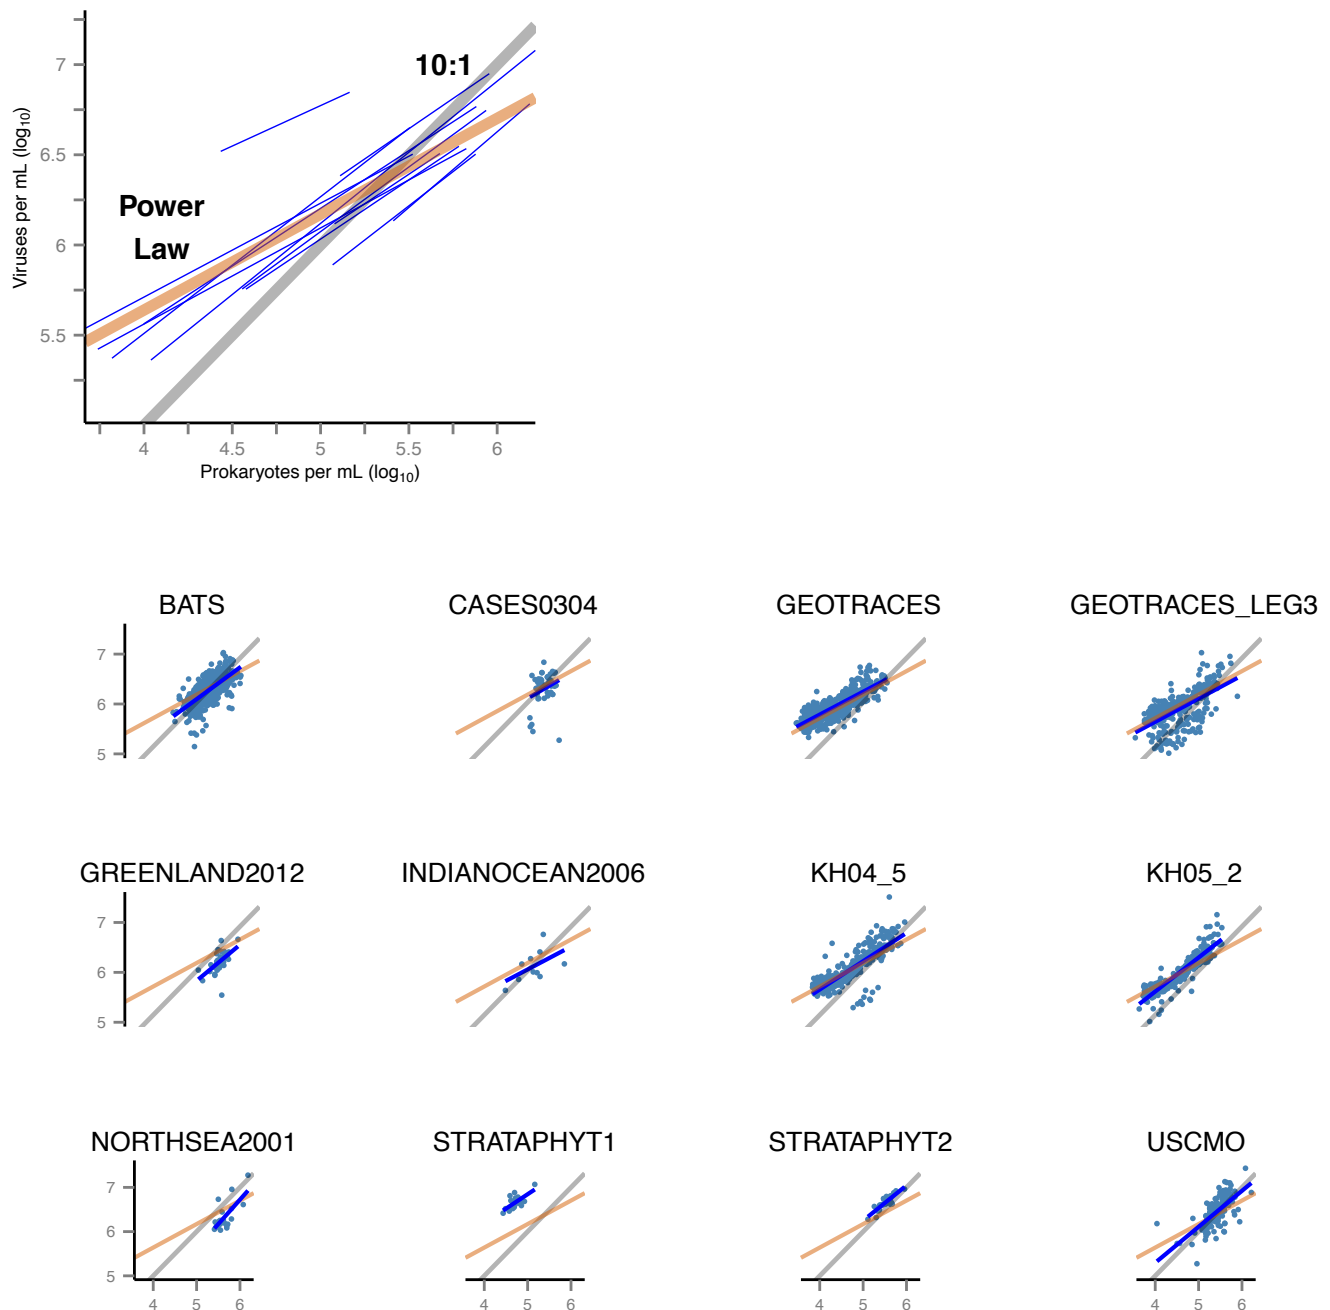 7
6.5
6
5.5
Viruses per mL (log10)
10:1
Power
Law
4 4.5 5 5.5 6
Prokaryotes per mL (log10)
BATS CASES0304 GEOTRACES GEOTRACES_LEG3
7
6
5
GREENLAND2012 INDIANOCEAN2006 KH04_5 KH05_2
7
6
5
NORTHSEA2001 STRATAPHYT1 STRATAPHYT2 USCMO
7
6
5
4 5 6 4 5 6 4 5 6 4 5 6